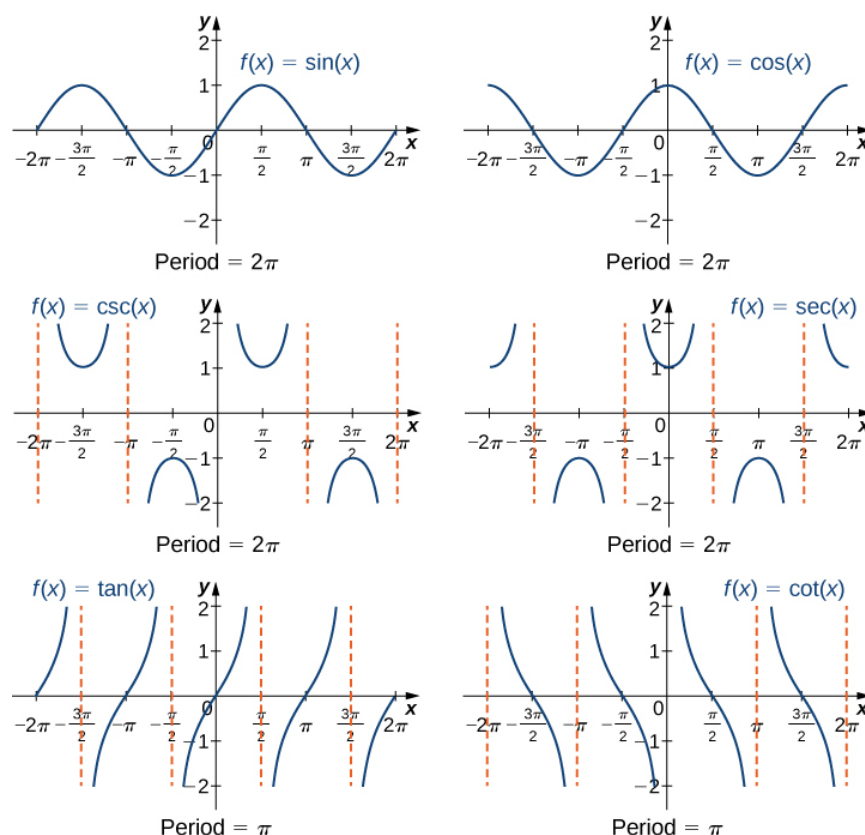 y
2
f(x) = sin(x)
1
0
x
−2π −3π/2 −π −π/2 π/2 π 3π/2 2π
−1
−2
Period = 2π
y
2
f(x) = cos(x)
1
0
x
−2π −3π/2 −π −π/2 π/2 π 3π/2 2π
−1
−2
Period = 2π
f(x) = csc(x)
y
2
1
0
x
−2π −3π/2 −π −π/2 π/2 π 3π/2 2π
−1
−2
Period = 2π
y
f(x) = sec(x)
2
1
0
x
−2π −3π/2 −π −π/2 π/2 π 3π/2 2π
−1
−2
Period = 2π
f(x) = tan(x)
y
2
1
0
x
−2π −3π/2 −π −π/2 π/2 π 3π/2 2π
−1
−2
Period = π
y
f(x) = cot(x)
2
1
0
x
−2π −3π/2 −π −π/2 π/2 π 3π/2 2π
−1
−2
Period = π